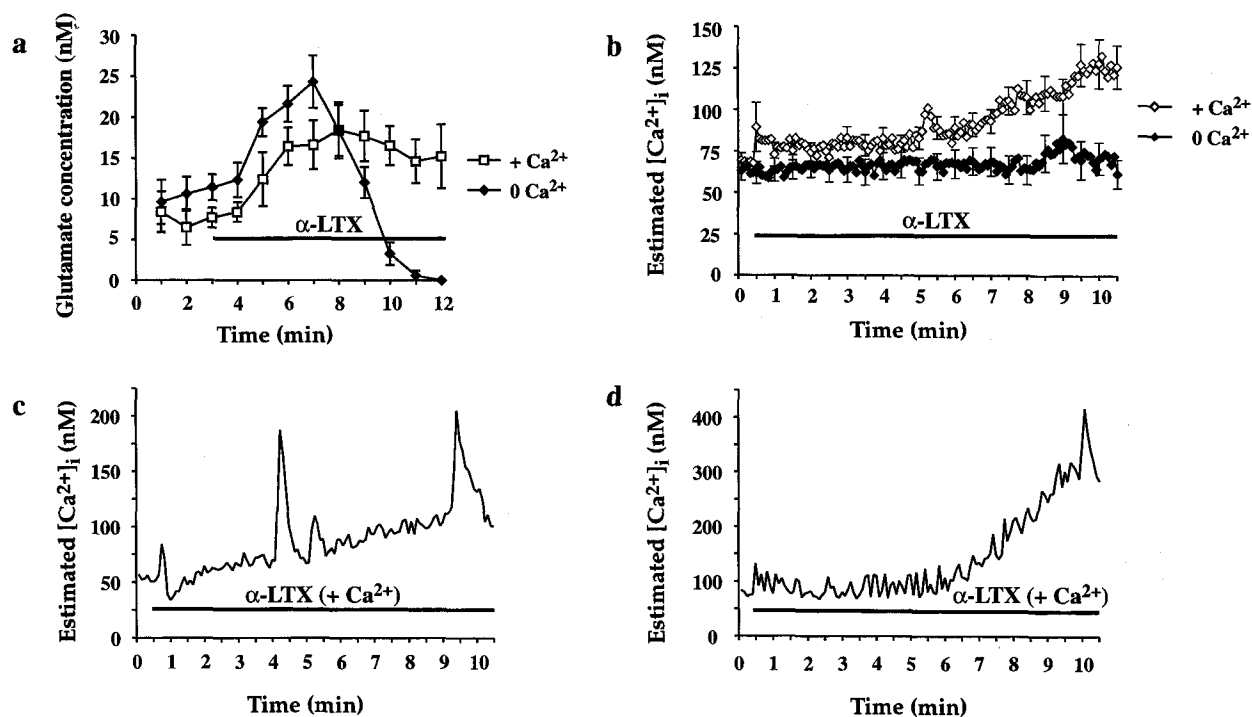 a
Glutamate concentration (nM)
30
25
20
15
10
5
0
0 2 4 6 8 10 12
Time (min)
α-LTX
+ Ca²⁺
0 Ca²⁺
b
Estimated [Ca²⁺]ᵢ (nM)
150
125
100
75
50
25
0
0 1 2 3 4 5 6 7 8 9 10
Time (min)
α-LTX
+ Ca²⁺
0 Ca²⁺
c
Estimated [Ca²⁺]ᵢ (nM)
200
150
100
50
0
0 1 2 3 4 5 6 7 8 9 10
Time (min)
α-LTX (+ Ca²⁺)
d
Estimated [Ca²⁺]ᵢ (nM)
400
300
200
100
0
0 1 2 3 4 5 6 7 8 9 10
Time (min)
α-LTX (+ Ca²⁺)